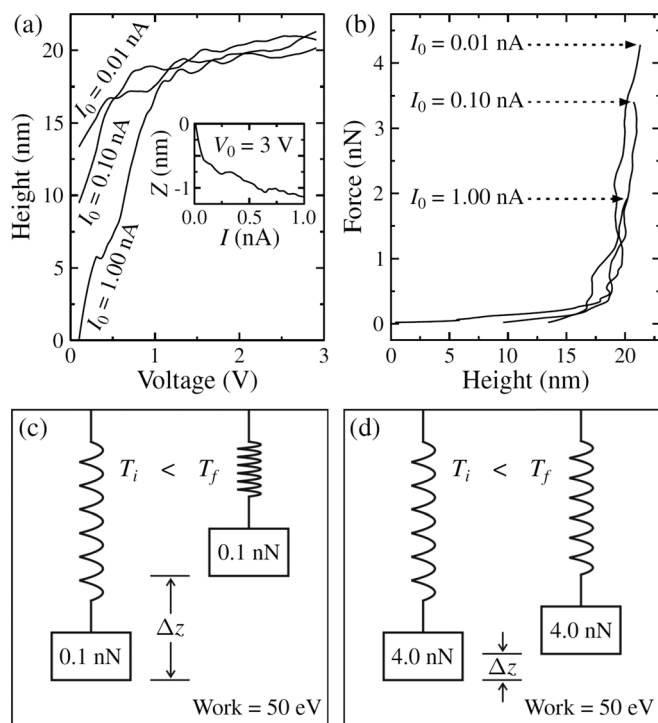 (a)
20
15
10
5
0
Height (nm)
I₀ = 0.01 nA
I₀ = 0.10 nA
I₀ = 1.00 nA
0
-1
Z (nm)
V₀ = 3 V
0.0 0.5 1.0
I (nA)
0 1 2 3
Voltage (V)
(b)
4
3
2
1
0
Force (nN)
I₀ = 0.01 nA
I₀ = 0.10 nA
I₀ = 1.00 nA
0 5 10 15 20
Height (nm)
(c)
Tᵢ < T_f
0.1 nN
Δz
0.1 nN
Work = 50 eV
(d)
Tᵢ < T_f
4.0 nN
4.0 nN
Δz
Work = 50 eV